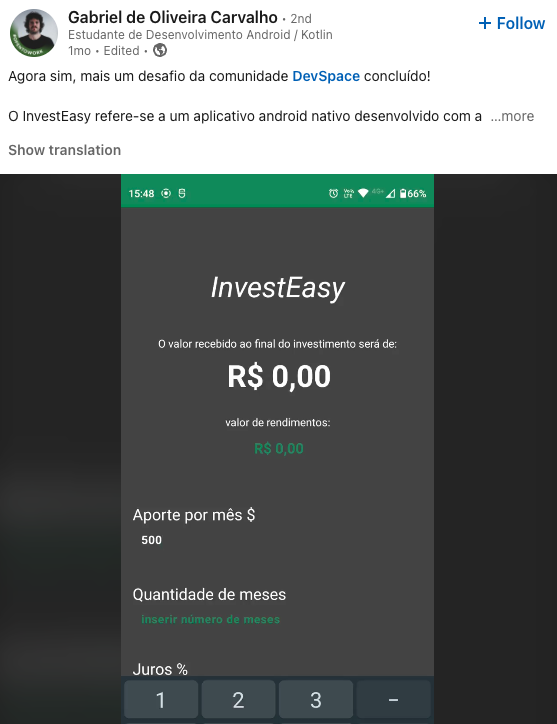 Gabriel de Oliveira Carvalho · 2nd
+ Follow
Estudante de Desenvolvimento Android / Kotlin
1mo · Edited ·
Agora sim, mais um desafio da comunidade DevSpace concluído!
O InvestEasy refere-se a um aplicativo android nativo desenvolvido com a ...more
Show translation
15:48 66%
InvestEasy
O valor recebido ao final do investimento será de:
R$ 0,00
valor de rendimentos:
R$ 0,00
Aporte por mês $
500
Quantidade de meses
inserir número de meses
Juros %
1 2 3 −